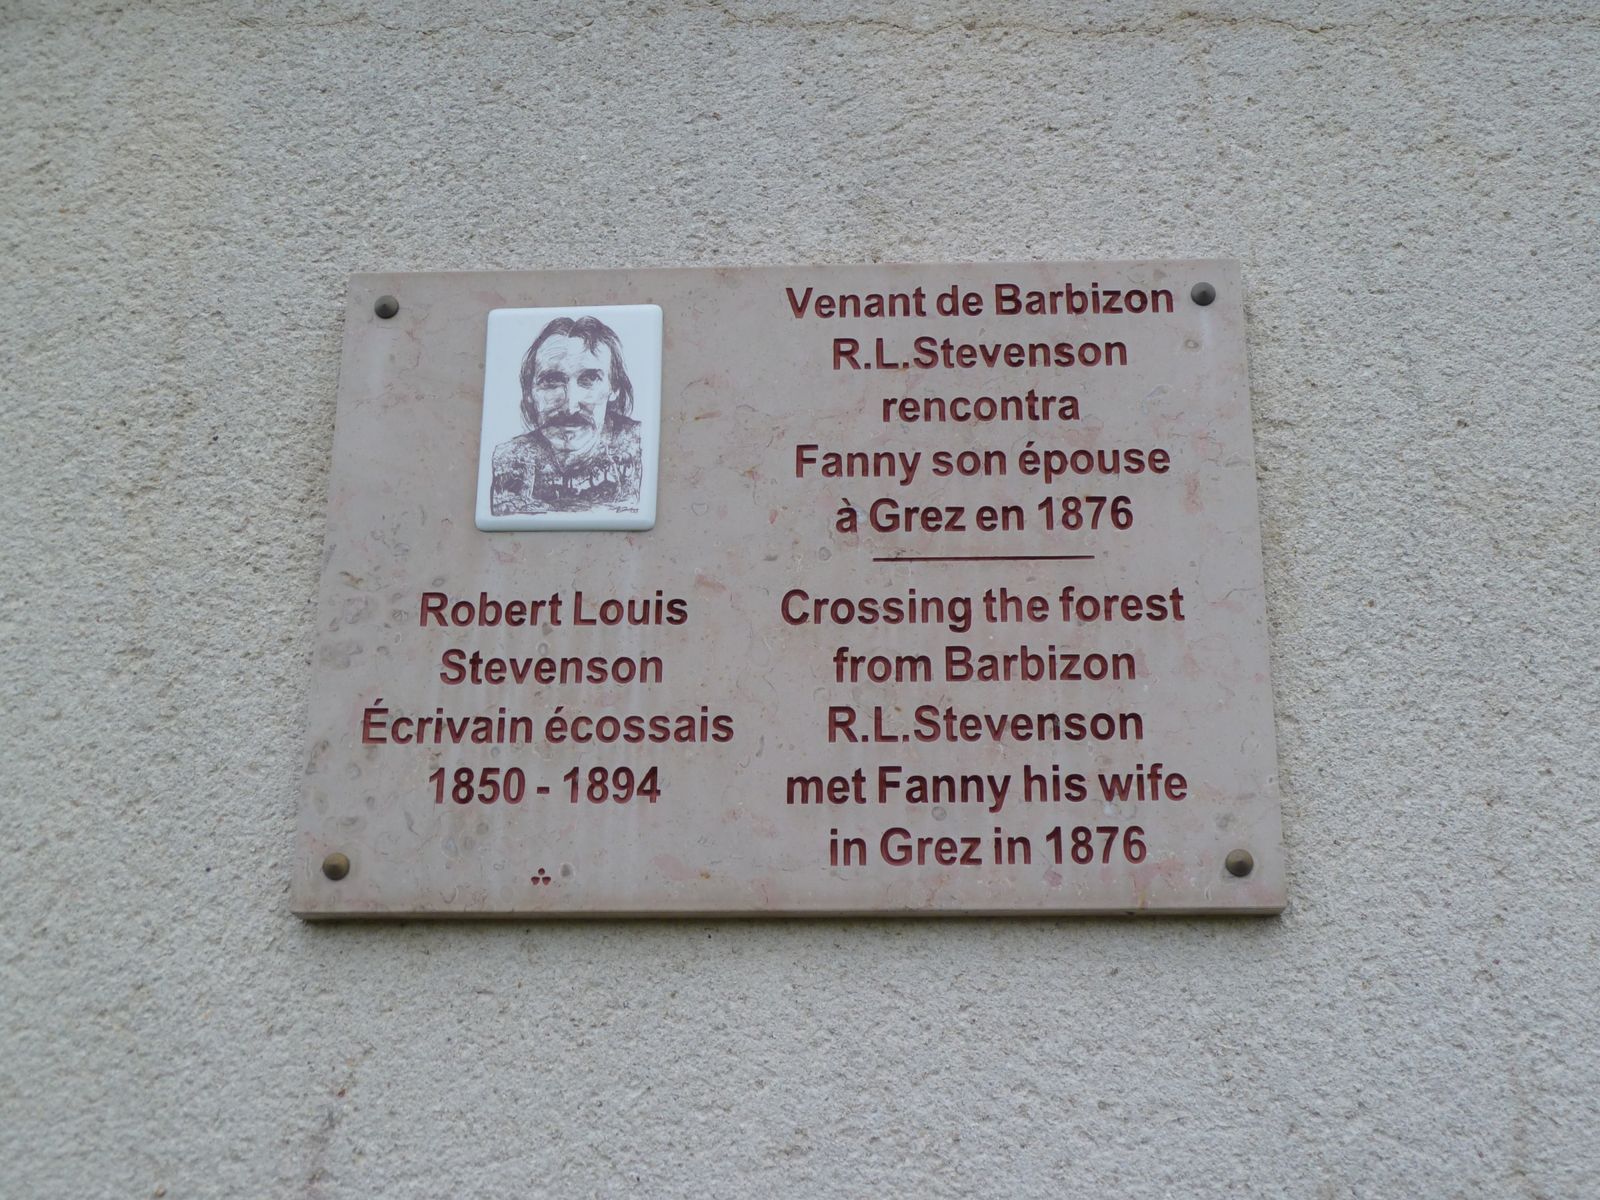 Robert Louis
Stevenson
Écrivain écossais
1850 - 1894
Venant de Barbizon
R.L.Stevenson
rencontra
Fanny son épouse
à Grez en 1876
Crossing the forest
from Barbizon
R.L.Stevenson
met Fanny his wife
in Grez in 1876